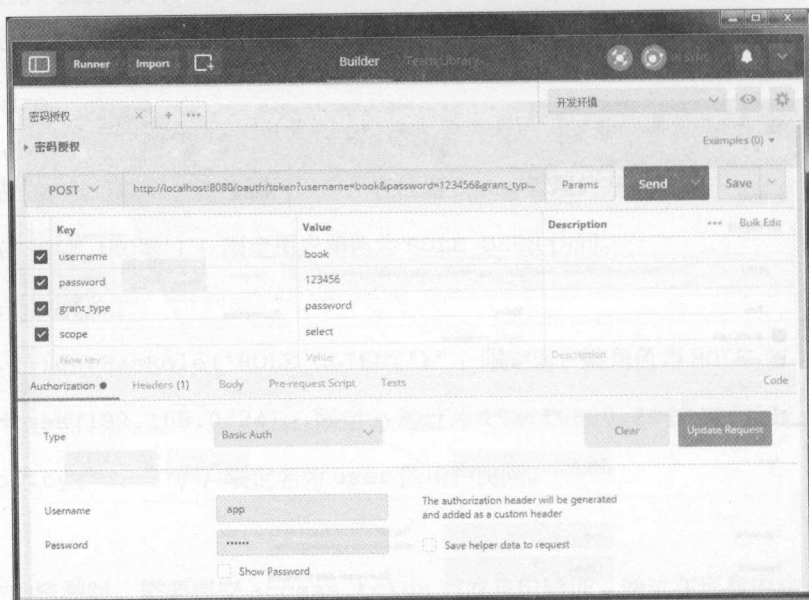 Runner Import Builder Team Library IN SYNC
开发环境
密码授权 × + •••
密码授权 Examples (0)
POST http://localhost:8080/oauth/token?username=book&password=123456&grant_typ... Params Send Save
Key Value Description ••• Bulk Edit
username book
password 123456
grant_type password
scope select
New key Value Description
Authorization Headers (1) Body Pre-request Script Tests Code
Type Basic Auth Clear Update Request
Username app The authorization header will be generated
and added as a custom header
Password •••••• Save helper data to request
Show Password